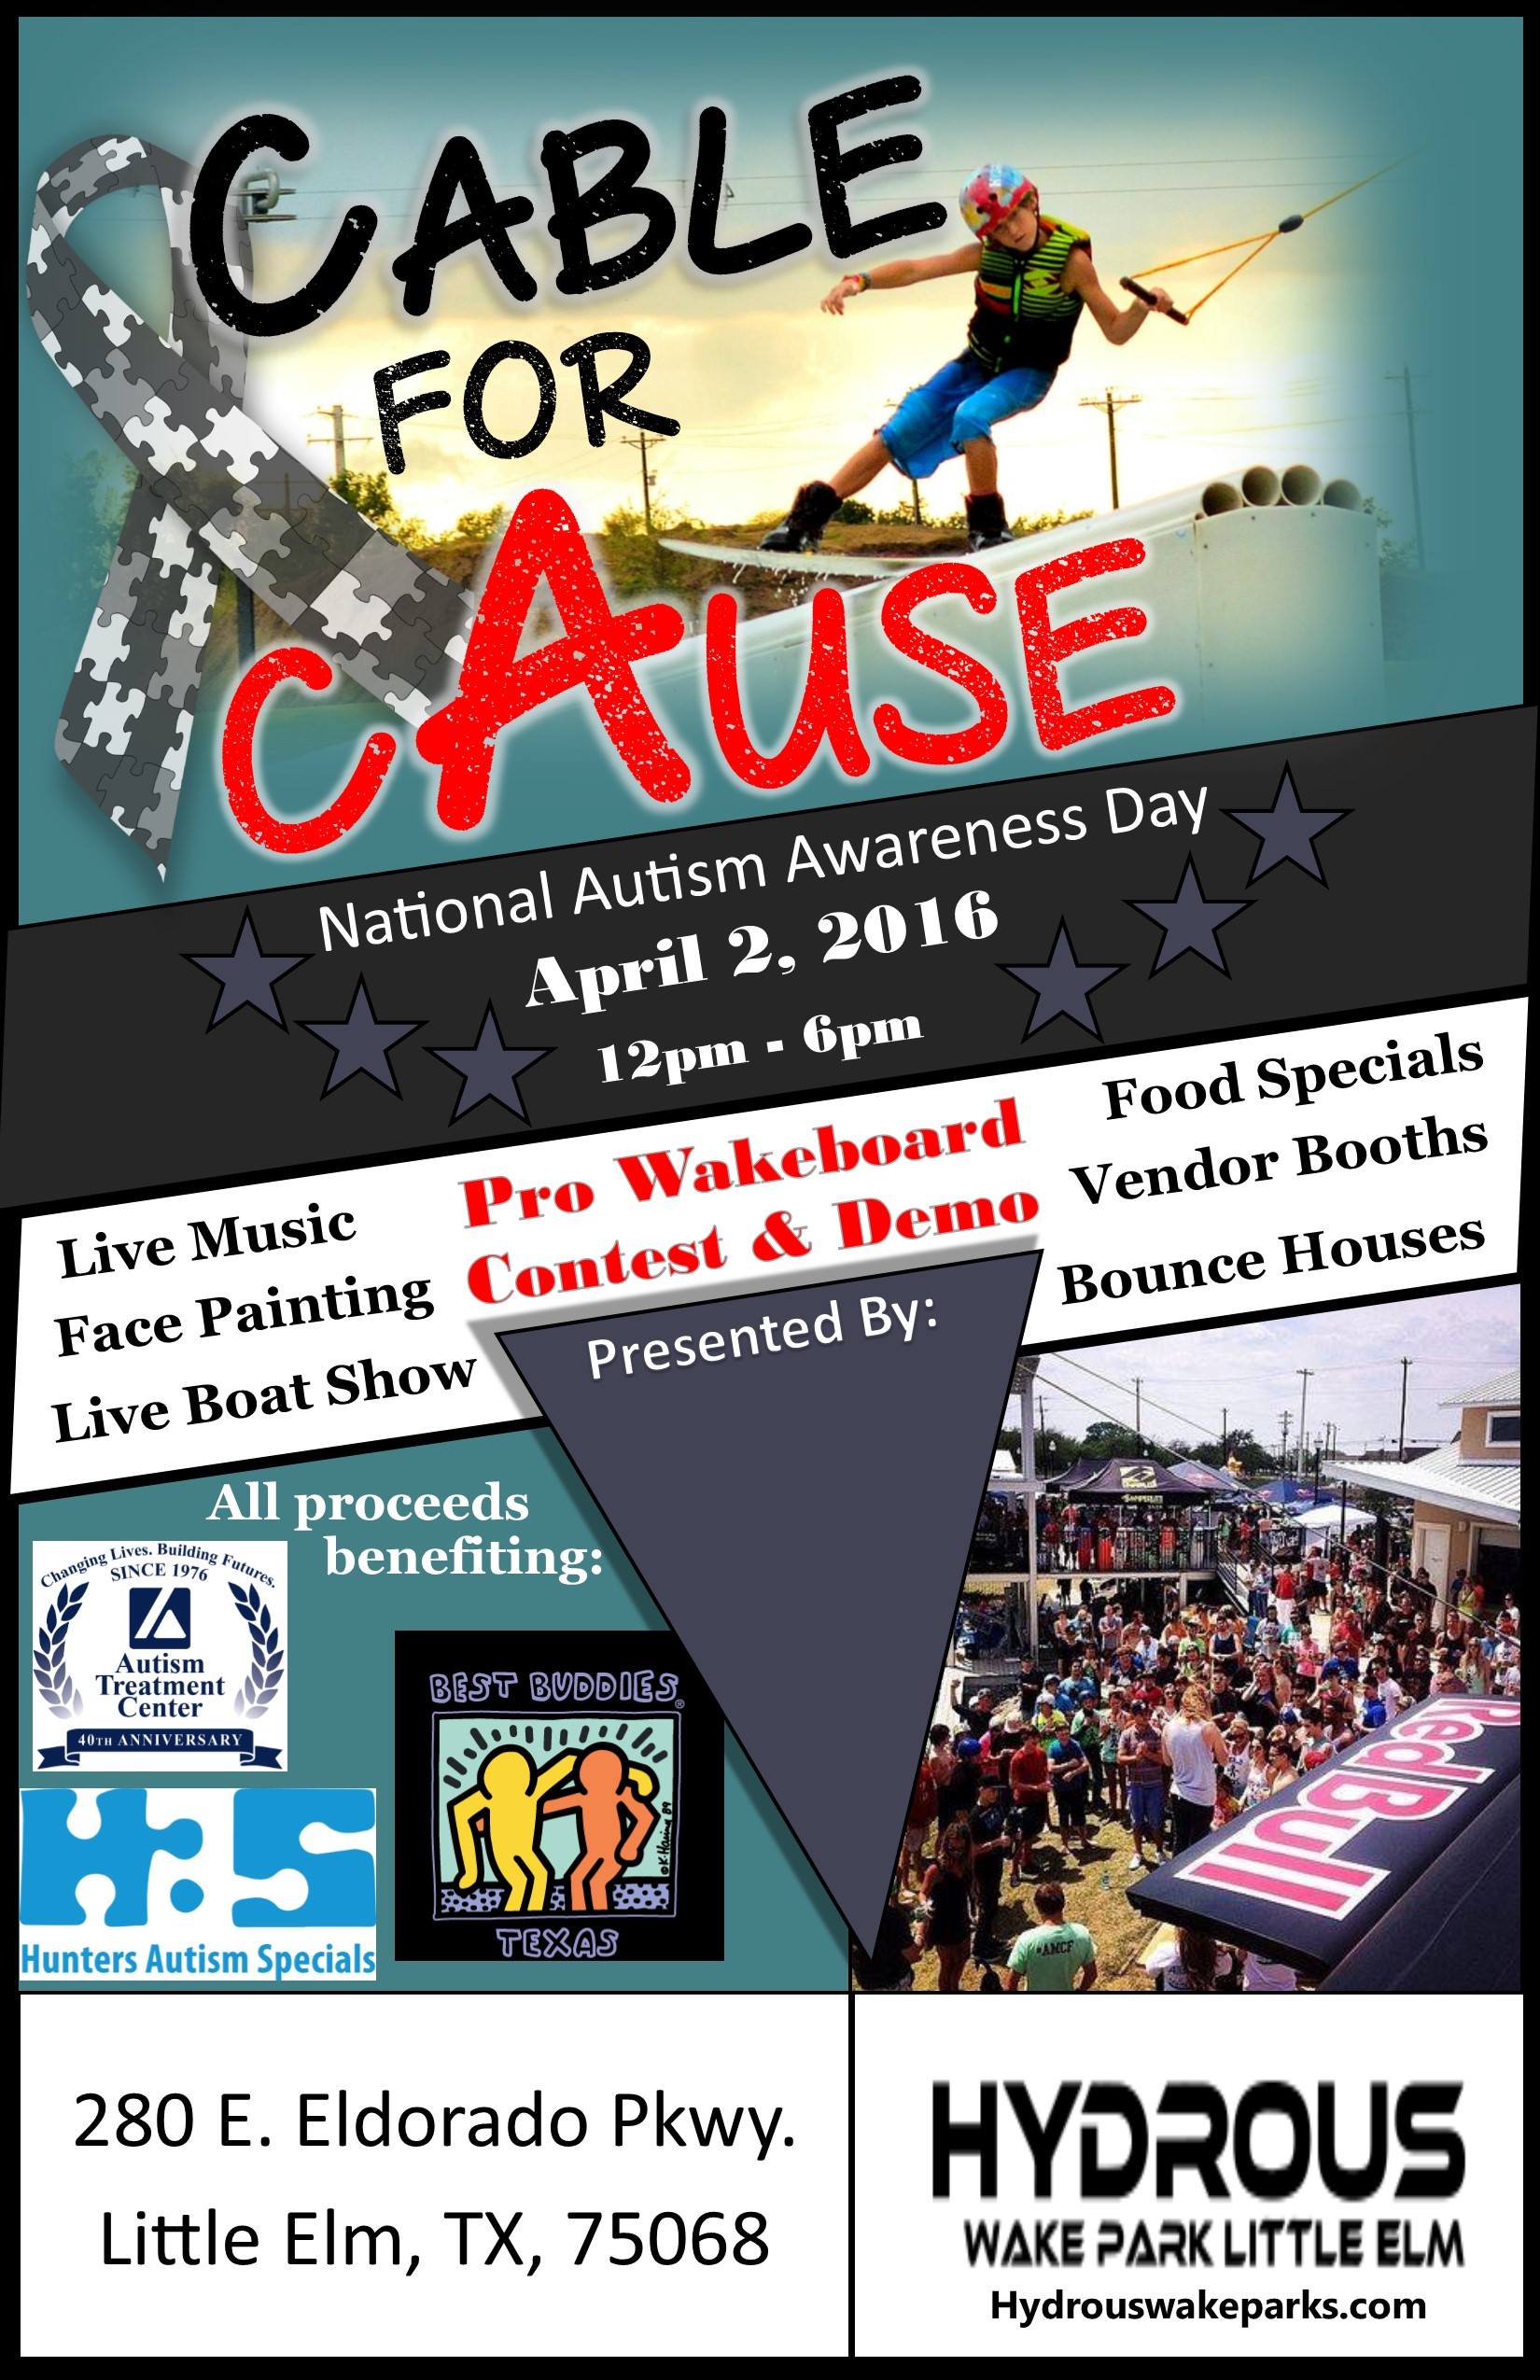 CABLE
FOR
CAUSE
National Autism Awareness Day
April 2, 2016
12pm - 6pm
Live Music
Face Painting
Live Boat Show
Pro Wakeboard
Contest & Demo
Food Specials
Vendor Booths
Bounce Houses
Presented By:
All proceeds
benefiting:
Changing Lives. Building Futures.
SINCE 1976
Autism
Treatment
Center
40TH ANNIVERSARY
H.S
Hunters Autism Specials
BEST BUDDIES®
©K.Haring 89
TEXAS
RedBull
#AMCF
280 E. Eldorado Pkwy.
Little Elm, TX, 75068
HYDROUS
WAKE PARK LITTLE ELM
Hydrouswakeparks.com